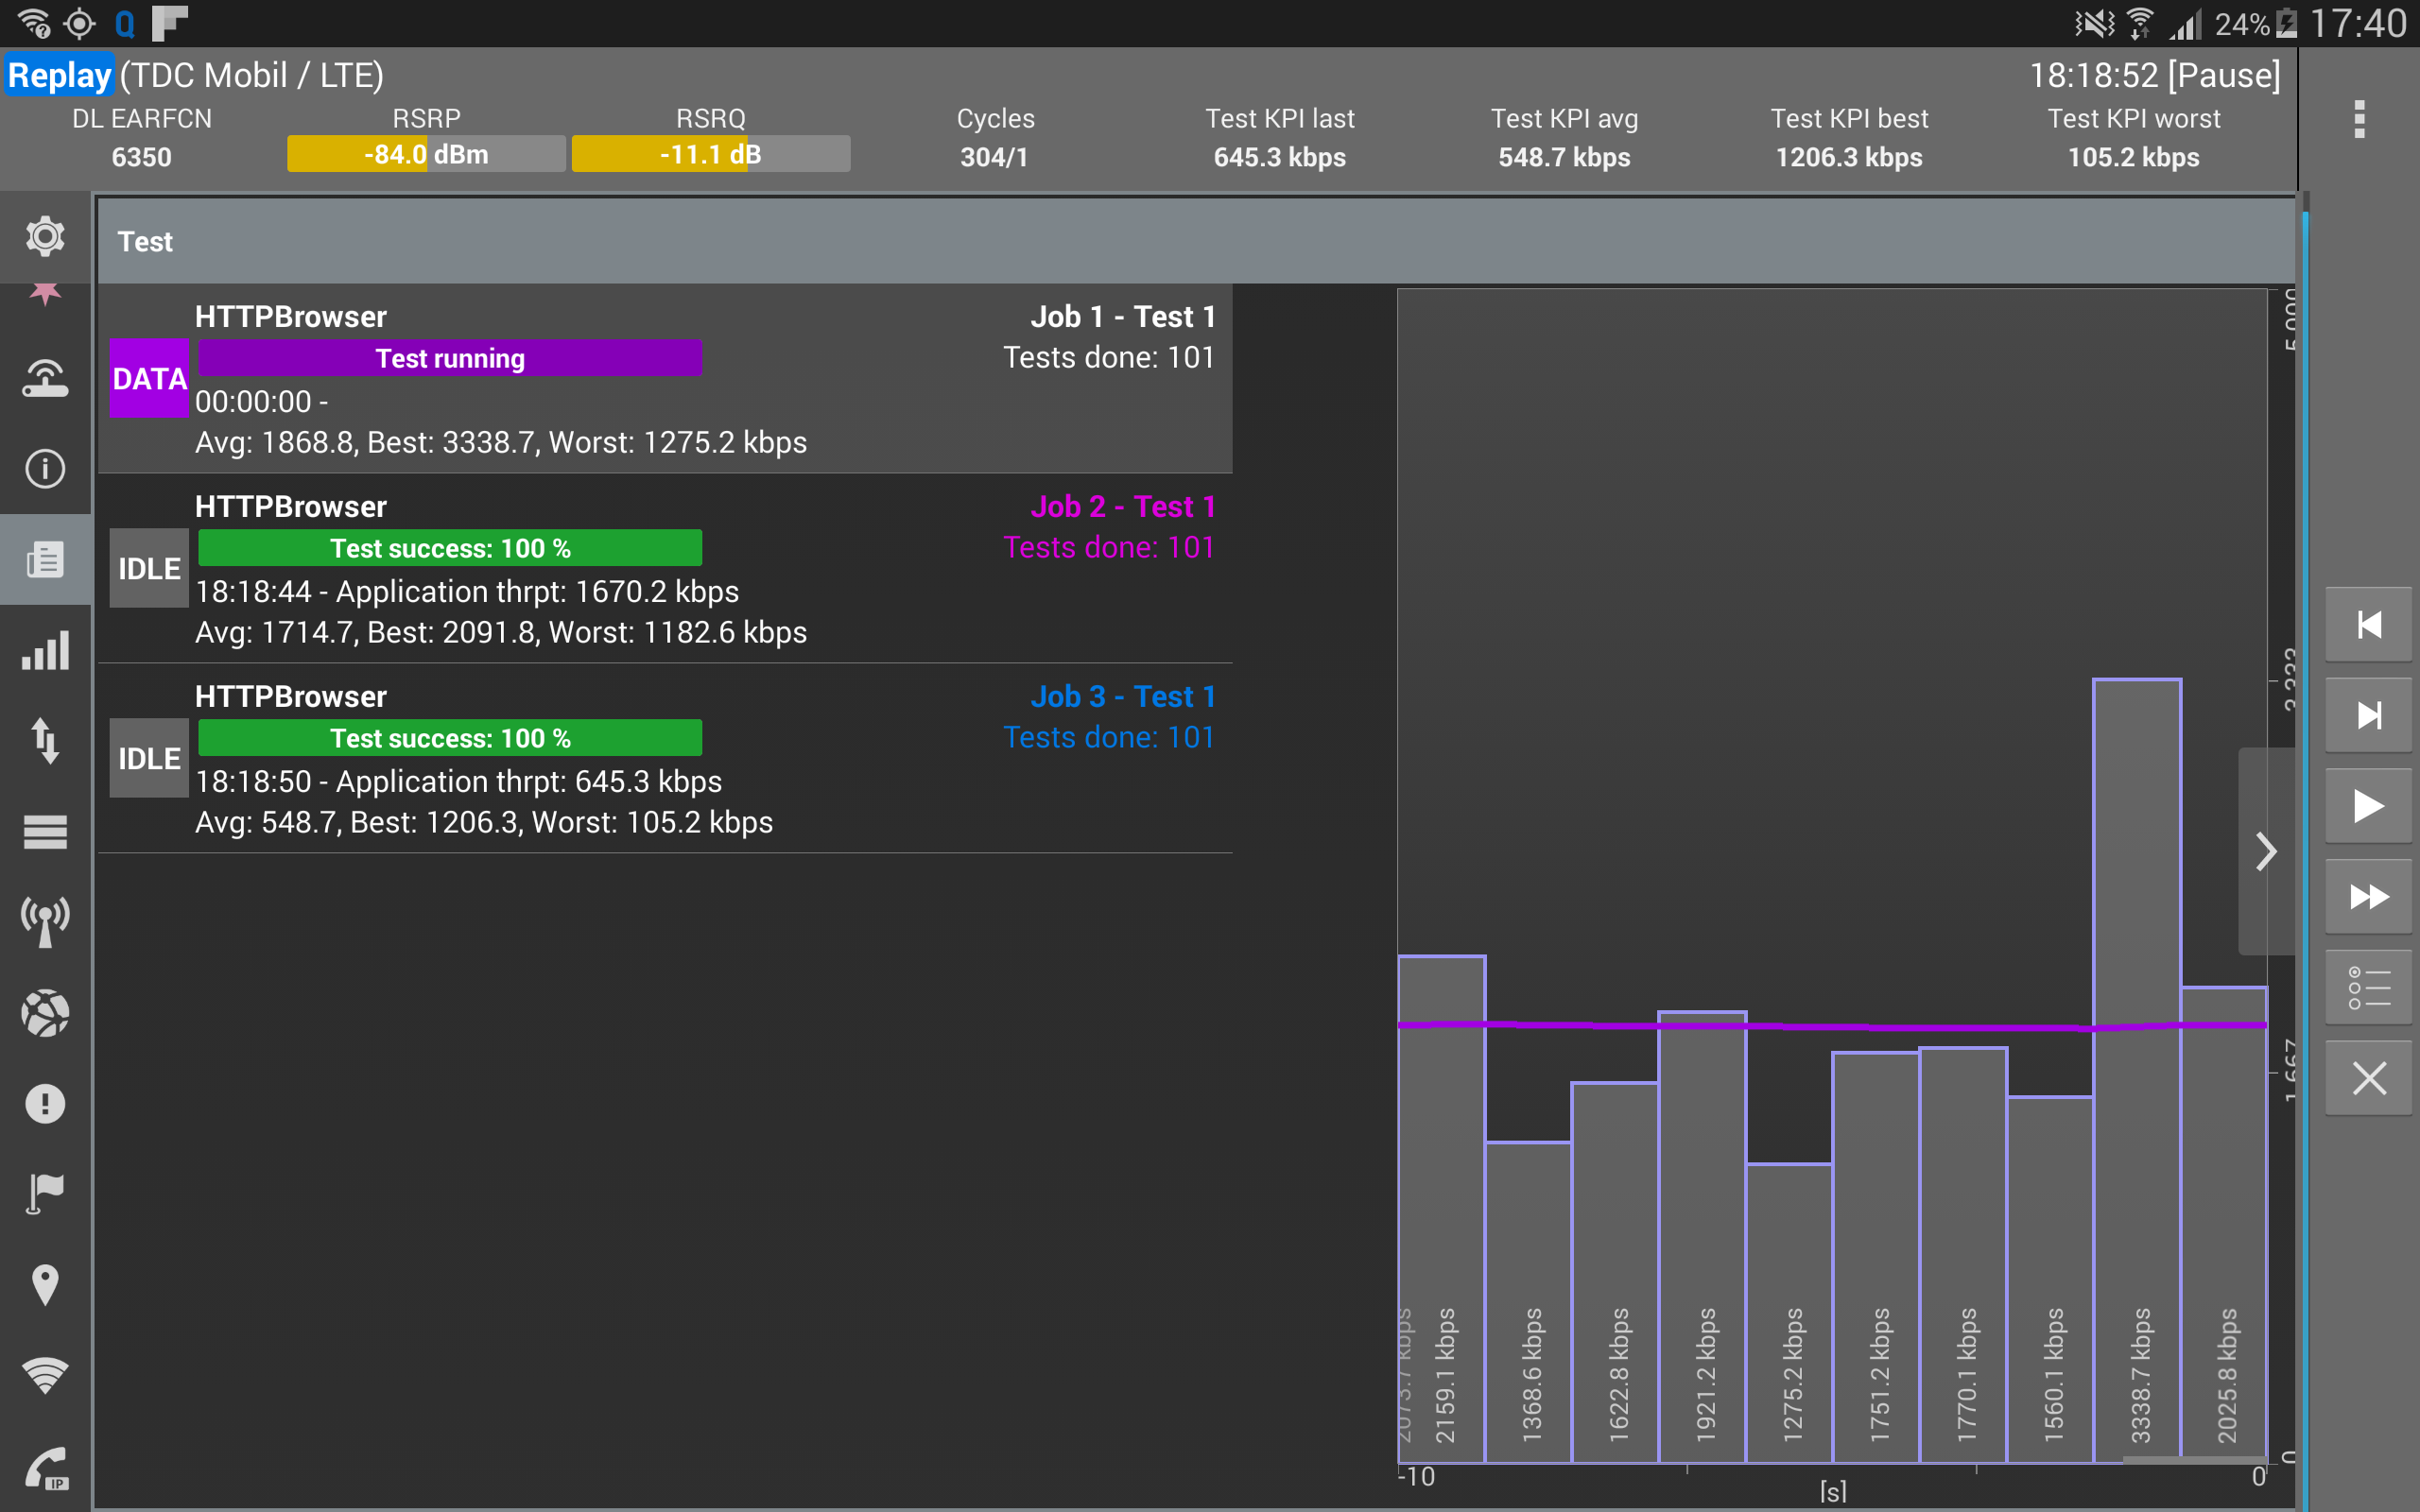 24% 17:40
Replay (TDC Mobil / LTE) 18:18:52 [Pause]
DL EARFCN RSRP RSRQ Cycles Test KPI last Test KPI avg Test KPI best Test KPI worst
6350 -84.0 dBm -11.1 dB 304/1 645.3 kbps 548.7 kbps 1206.3 kbps 105.2 kbps
Test
HTTPBrowser Job 1 - Test 1
Test running Tests done: 101
DATA
00:00:00 -
Avg: 1868.8, Best: 3338.7, Worst: 1275.2 kbps
HTTPBrowser Job 2 - Test 1
Test success: 100 % Tests done: 101
IDLE
18:18:44 - Application thrpt: 1670.2 kbps
Avg: 1714.7, Best: 2091.8, Worst: 1182.6 kbps
HTTPBrowser Job 3 - Test 1
Test success: 100 % Tests done: 101
IDLE
18:18:50 - Application thrpt: 645.3 kbps
Avg: 548.7, Best: 1206.3, Worst: 105.2 kbps
5 000
3 333
1 667
0
2073.7 kbps
2159.1 kbps
1368.6 kbps
1622.8 kbps
1921.2 kbps
1275.2 kbps
1751.2 kbps
1770.1 kbps
1560.1 kbps
3338.7 kbps
2025.8 kbps
-10 0
[s]
IP